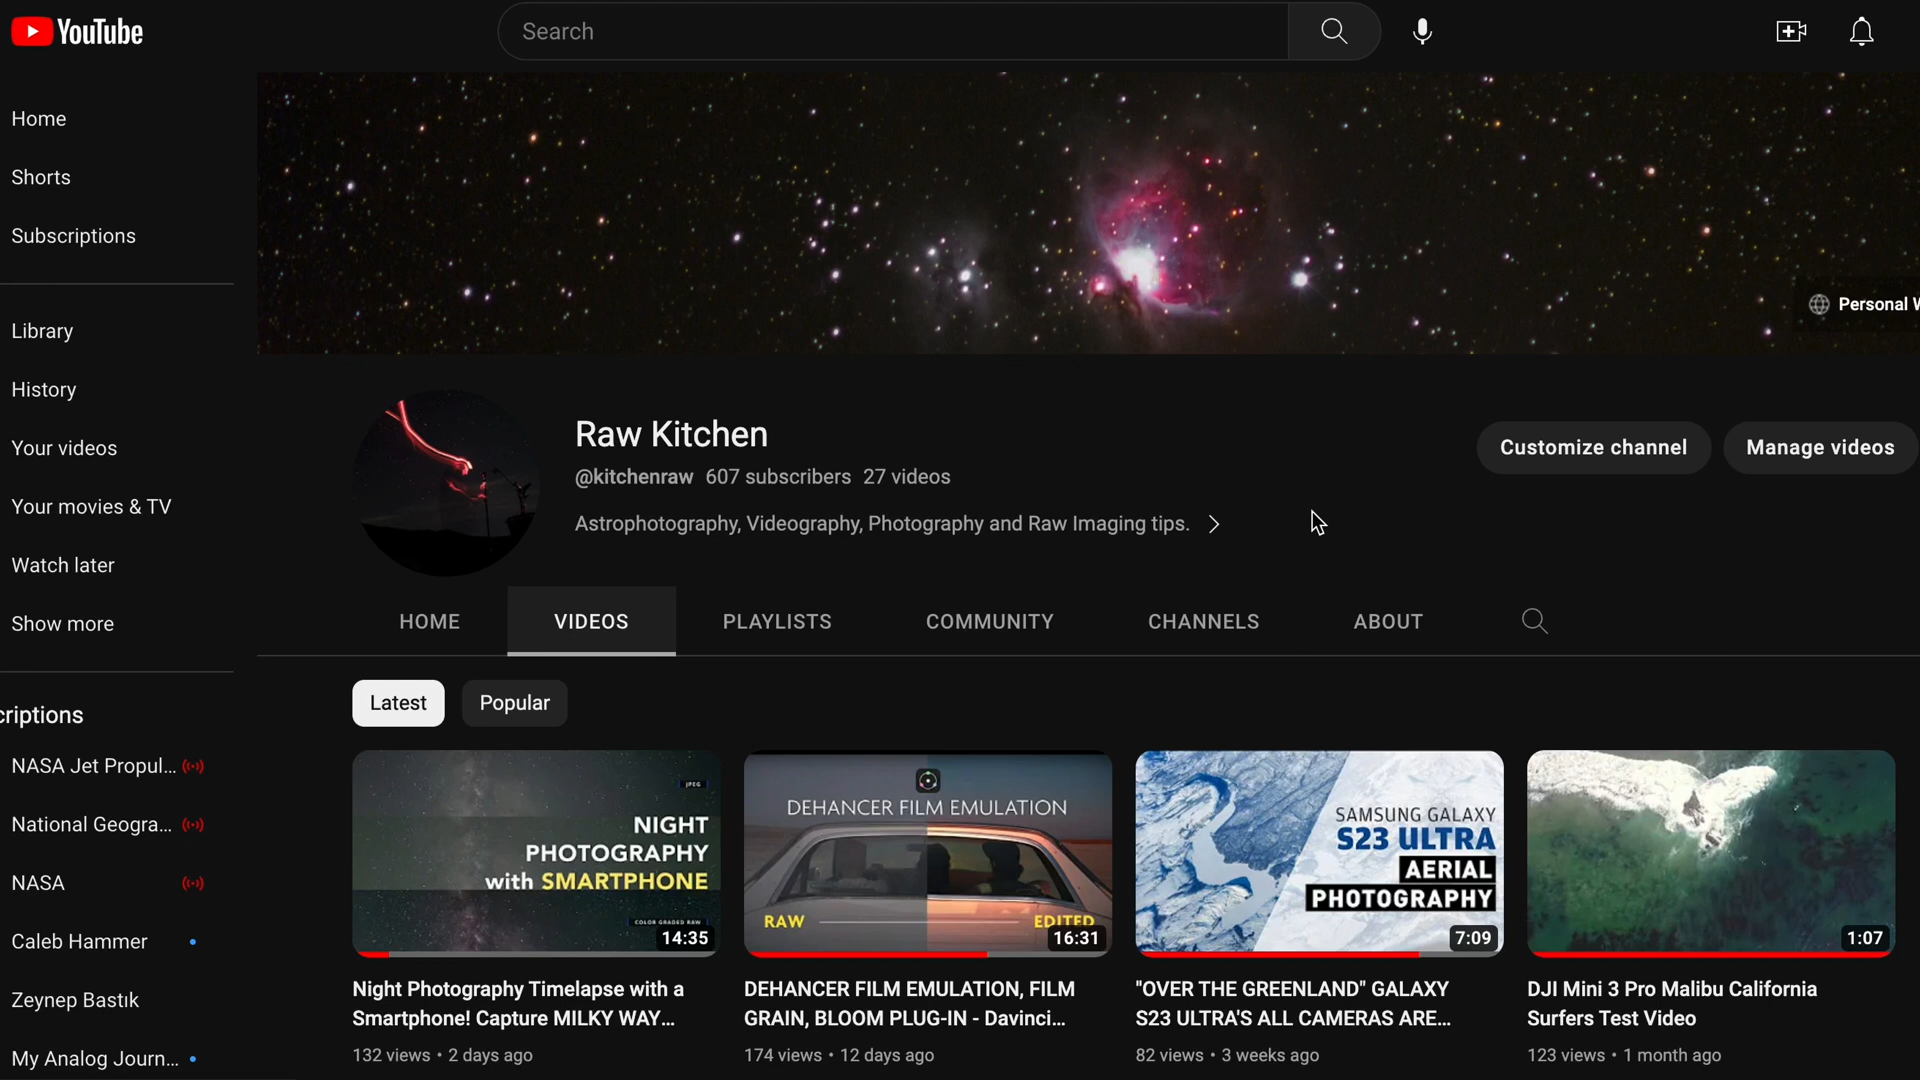 YouTube
Search
Home
Shorts
Subscriptions
Library
History
Your videos
Your movies & TV
Watch later
Show more
criptions
NASA Jet Propul...
National Geogra...
NASA
Caleb Hammer
Zeynep Bastık
My Analog Journ...
Personal W
Raw Kitchen
@kitchenraw 607 subscribers 27 videos
Astrophotography, Videography, Photography and Raw Imaging tips.
Customize channel
Manage videos
HOME
VIDEOS
PLAYLISTS
COMMUNITY
CHANNELS
ABOUT
Latest
Popular
JPEG
NIGHT
PHOTOGRAPHY
with SMARTPHONE
COLOR GRADED RAW
14:35
Night Photography Timelapse with a
Smartphone! Capture MILKY WAY...
132 views • 2 days ago
DEHANCER FILM EMULATION
RAW
EDITED
16:31
DEHANCER FILM EMULATION, FILM
GRAIN, BLOOM PLUG-IN - Davinci...
174 views • 12 days ago
SAMSUNG GALAXY
S23 ULTRA
AERIAL
PHOTOGRAPHY
7:09
"OVER THE GREENLAND" GALAXY
S23 ULTRA'S ALL CAMERAS ARE...
82 views • 3 weeks ago
1:07
DJI Mini 3 Pro Malibu California
Surfers Test Video
123 views • 1 month ago